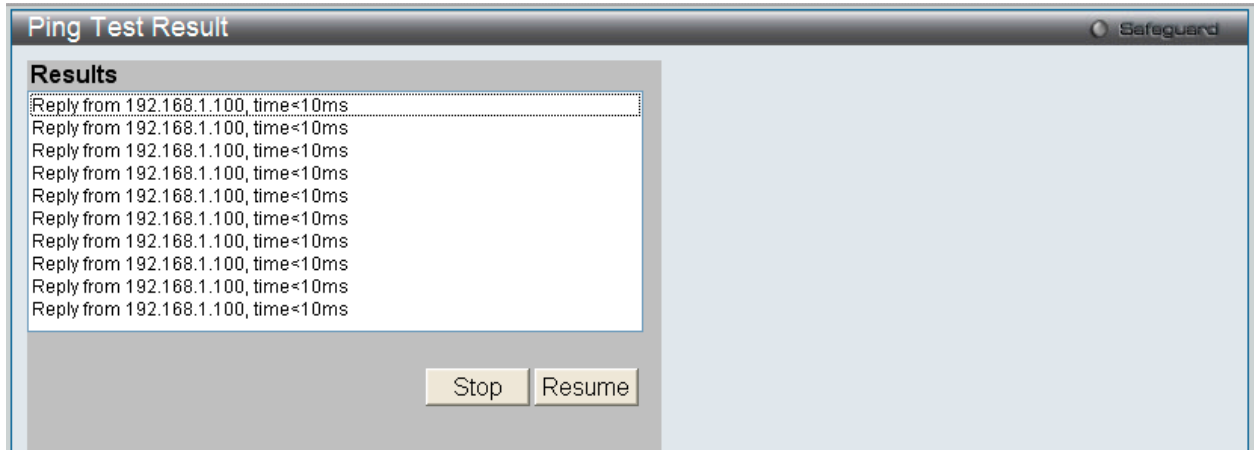 Ping Test Result
Safeguard
Results
Reply from 192.168.1.100, time<10ms
Reply from 192.168.1.100, time<10ms
Reply from 192.168.1.100, time<10ms
Reply from 192.168.1.100, time<10ms
Reply from 192.168.1.100, time<10ms
Reply from 192.168.1.100, time<10ms
Reply from 192.168.1.100, time<10ms
Reply from 192.168.1.100, time<10ms
Reply from 192.168.1.100, time<10ms
Reply from 192.168.1.100, time<10ms
Stop Resume